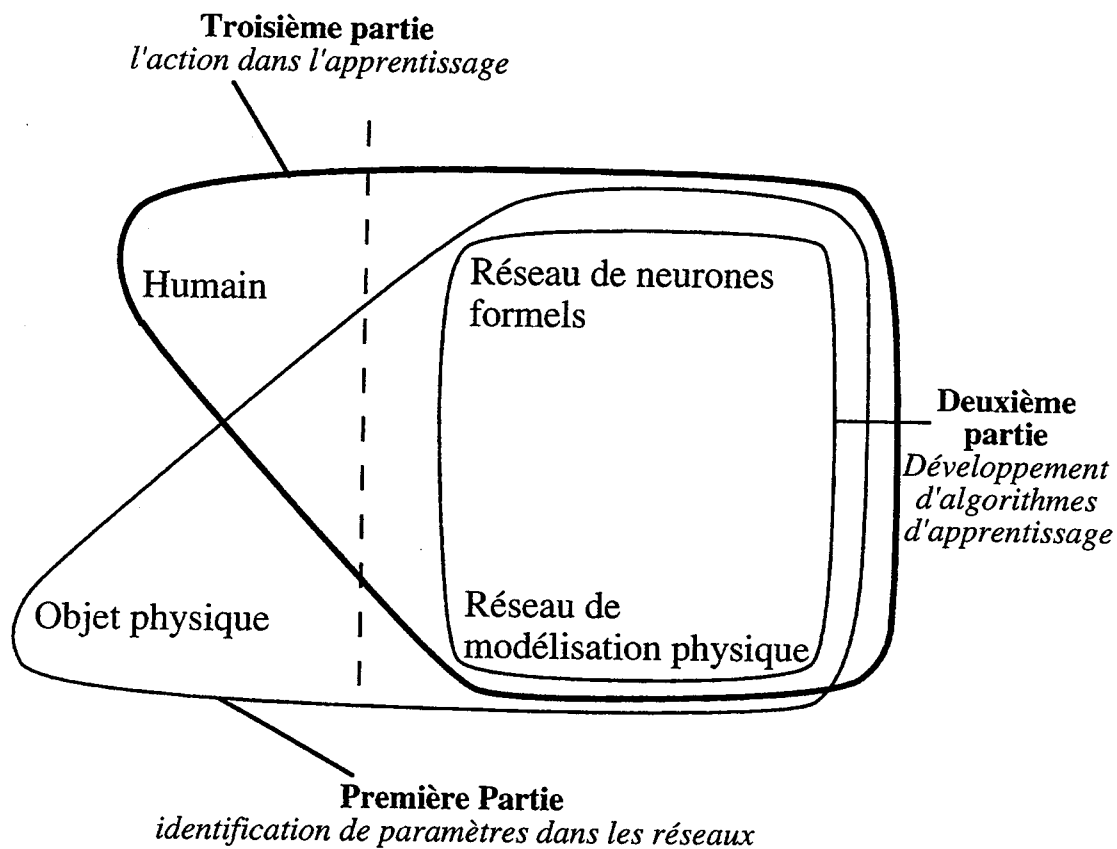 Troisième partie
l'action dans l'apprentissage
Humain
Réseau de neurones
formels
Deuxième
partie
Développement
d'algorithmes
d'apprentissage
Objet physique
Réseau de
modélisation physique
Première Partie
identification de paramètres dans les réseaux